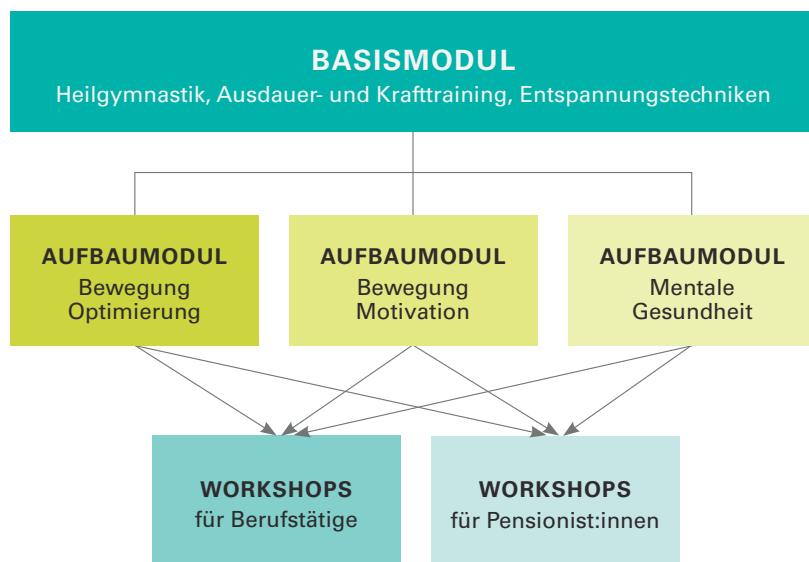 BASISMODUL
Heilgymnastik, Ausdauer- und Krafttraining, Entspannungstechniken
AUFBAUMODUL
Bewegung
Optimierung
AUFBAUMODUL
Bewegung
Motivation
AUFBAUMODUL
Mentale
Gesundheit
WORKSHOPS
für Berufstätige
WORKSHOPS
für Pensionist:innen